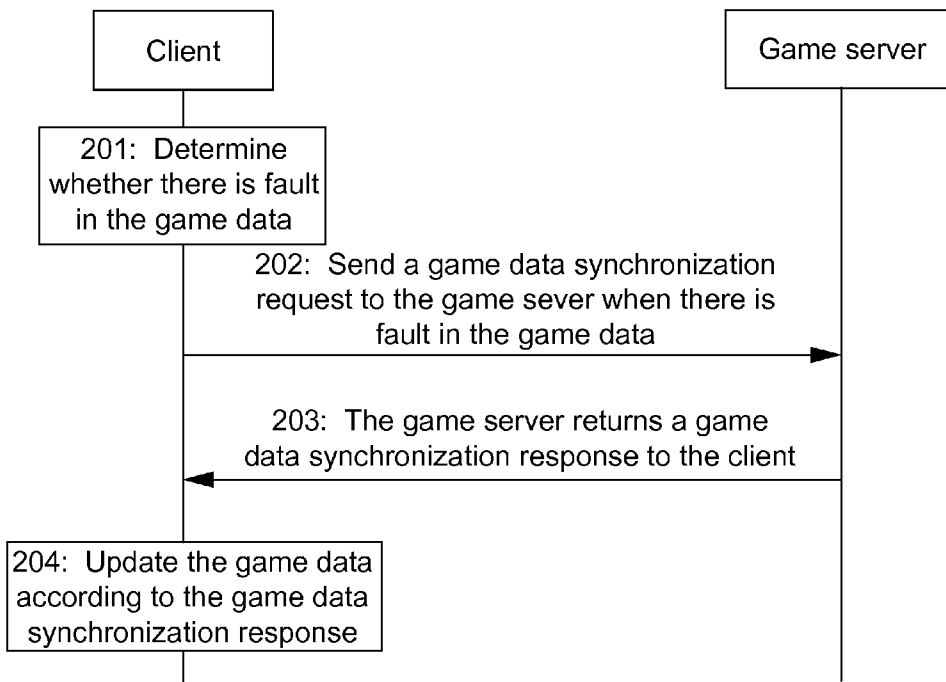 Client
Game server
201: Determine
whether there is fault
in the game data
202: Send a game data synchronization
request to the game sever when there is
fault in the game data
203: The game server returns a game
data synchronization response to the client
204: Update the game data
according to the game data
synchronization response